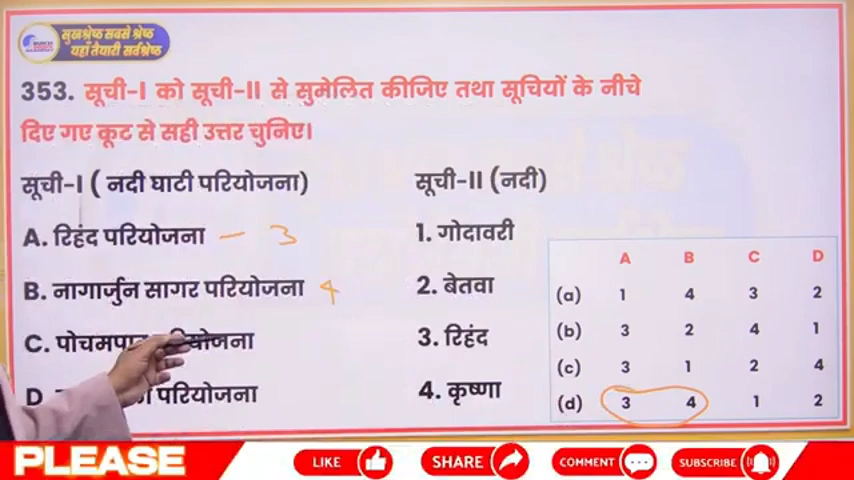 सुखश्रेष्ठ सबसे श्रेष्ठ
यहाँ तैयारी सर्वश्रेष्ठ
353. सूची-I को सूची-II से सुमेलित कीजिए तथा सूचियों के नीचे
दिए गए कूट से सही उत्तर चुनिए।
सूची-I ( नदी घाटी परियोजना)
सूची-II (नदी)
A. रिहंद परियोजना – 3
1. गोदावरी
B. नागार्जुन सागर परियोजना 4
2. बेतवा
C. पोचमपाद परियोजना
3. रिहंद
D परियोजना
4. कृष्णा
A B C D
(a) 1 4 3 2
(b) 3 2 4 1
(c) 3 1 2 4
(d) 3 4 1 2
PLEASE
LIKE
SHARE
COMMENT
SUBSCRIBE